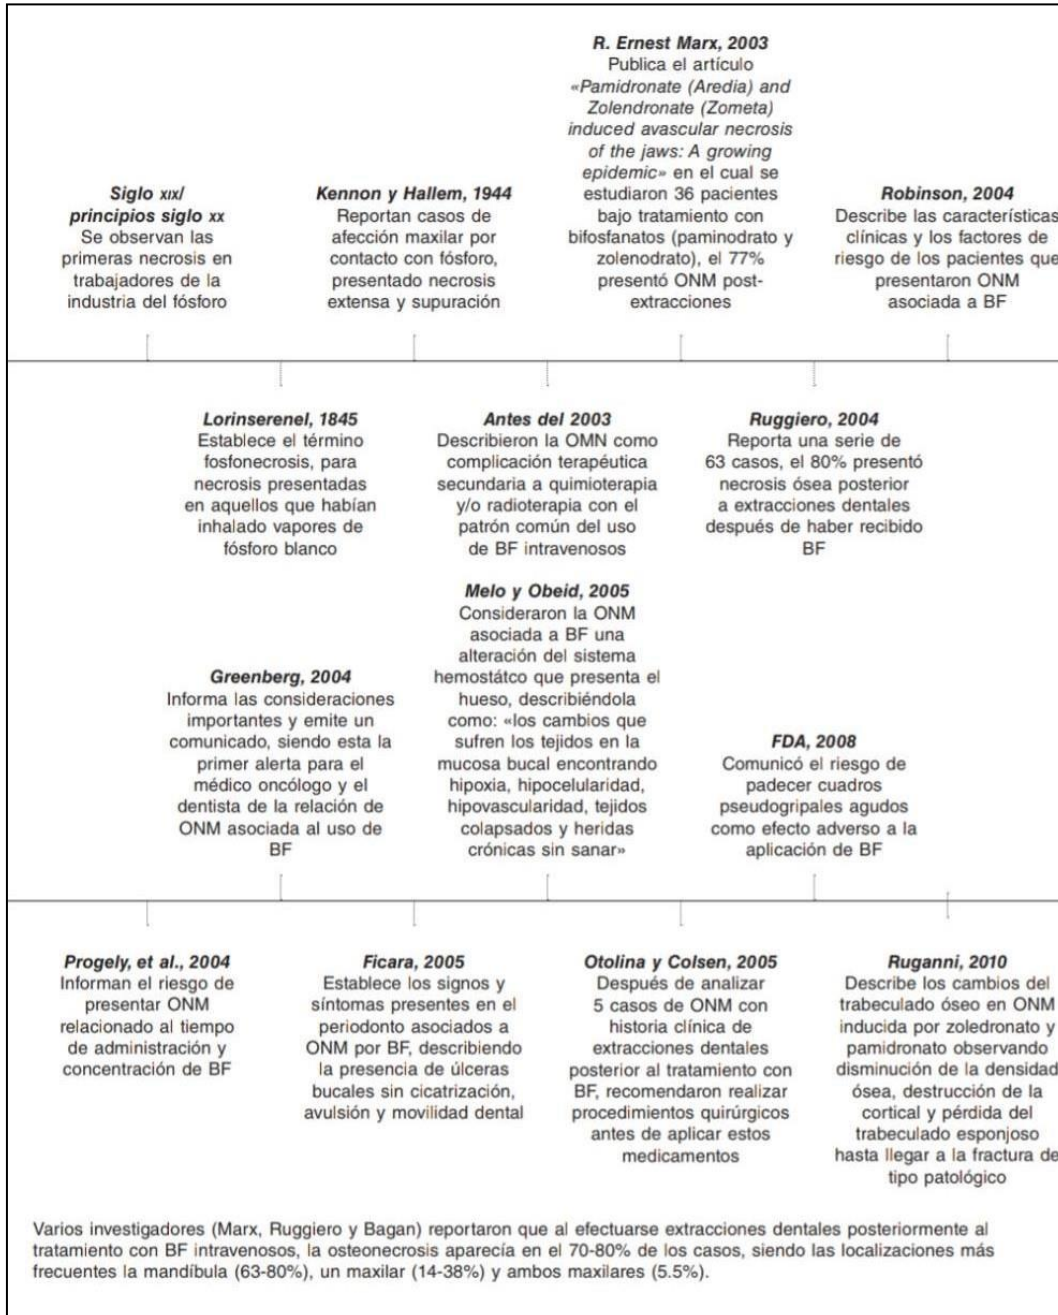 R. Ernest Marx, 2003
Publica el artículo
«Pamidronate (Aredia) and
Zolendronate (Zometa)
induced avascular necrosis
of the jaws: A growing
epidemic» en el cual se
estudiaron 36 pacientes
bajo tratamiento con
bifosfanatos (paminodrato y
zolenodrato), el 77%
presentó ONM post-
extracciones
Siglo XIX/
principios siglo XX
Se observan las
primeras necrosis en
trabajadores de la
industria del fósforo
Kennon y Hallem, 1944
Reportan casos de
afección maxilar por
contacto con fósforo,
presentado necrosis
extensa y supuración
Robinson, 2004
Describe las características
clínicas y los factores de
riesgo de los pacientes que
presentaron ONM
asociada a BF
Lorinserenel, 1845
Establece el término
fosfonecrosis, para
necrosis presentadas
en aquellos que habían
inhalado vapores de
fósforo blanco
Antes del 2003
Describieron la OMN como
complicación terapéutica
secundaria a quimioterapia
y/o radioterapia con el
patrón común del uso
de BF intravenosos
Ruggiero, 2004
Reporta una serie de
63 casos, el 80% presentó
necrosis ósea posterior
a extracciones dentales
después de haber recibido
BF
Greenberg, 2004
Informa las consideraciones
importantes y emite un
comunicado, siendo esta la
primer alerta para el
médico oncólogo y el
dentista de la relación de
ONM asociada al uso de
BF
Melo y Obeid, 2005
Consideraron la ONM
asociada a BF una
alteración del sistema
hemostátco que presenta el
hueso, describiéndola
como: «los cambios que
sufren los tejidos en la
mucosa bucal encontrando
hipoxia, hipocelularidad,
hipovascularidad, tejidos
colapsados y heridas
crónicas sin sanar»
FDA, 2008
Comunicó el riesgo de
padecer cuadros
pseudogripales agudos
como efecto adverso a la
aplicación de BF
Progely, et al., 2004
Informan el riesgo de
presentar ONM
relacionado al tiempo
de administración y
concentración de BF
Ficara, 2005
Establece los signos y
síntomas presentes en el
periodonto asociados a
ONM por BF, describiendo
la presencia de úlceras
bucales sin cicatrización,
avulsión y movilidad dental
Otolina y Colsen, 2005
Después de analizar
5 casos de ONM con
historia clínica de
extracciones dentales
posterior al tratamiento con
BF, recomendaron realizar
procedimientos quirúrgicos
antes de aplicar estos
medicamentos
Ruganni, 2010
Describe los cambios del
trabeculado óseo en ONM
inducida por zoledronato y
pamidronato observando
disminución de la densidad
ósea, destrucción de la
cortical y pérdida del
trabeculado esponjoso
hasta llegar a la fractura de
tipo patológico
Varios investigadores (Marx, Ruggiero y Bagan) reportaron que al efectuarse extracciones dentales posteriormente al
tratamiento con BF intravenosos, la osteonecrosis aparecía en el 70-80% de los casos, siendo las localizaciones más
frecuentes la mandíbula (63-80%), un maxilar (14-38%) y ambos maxilares (5.5%).